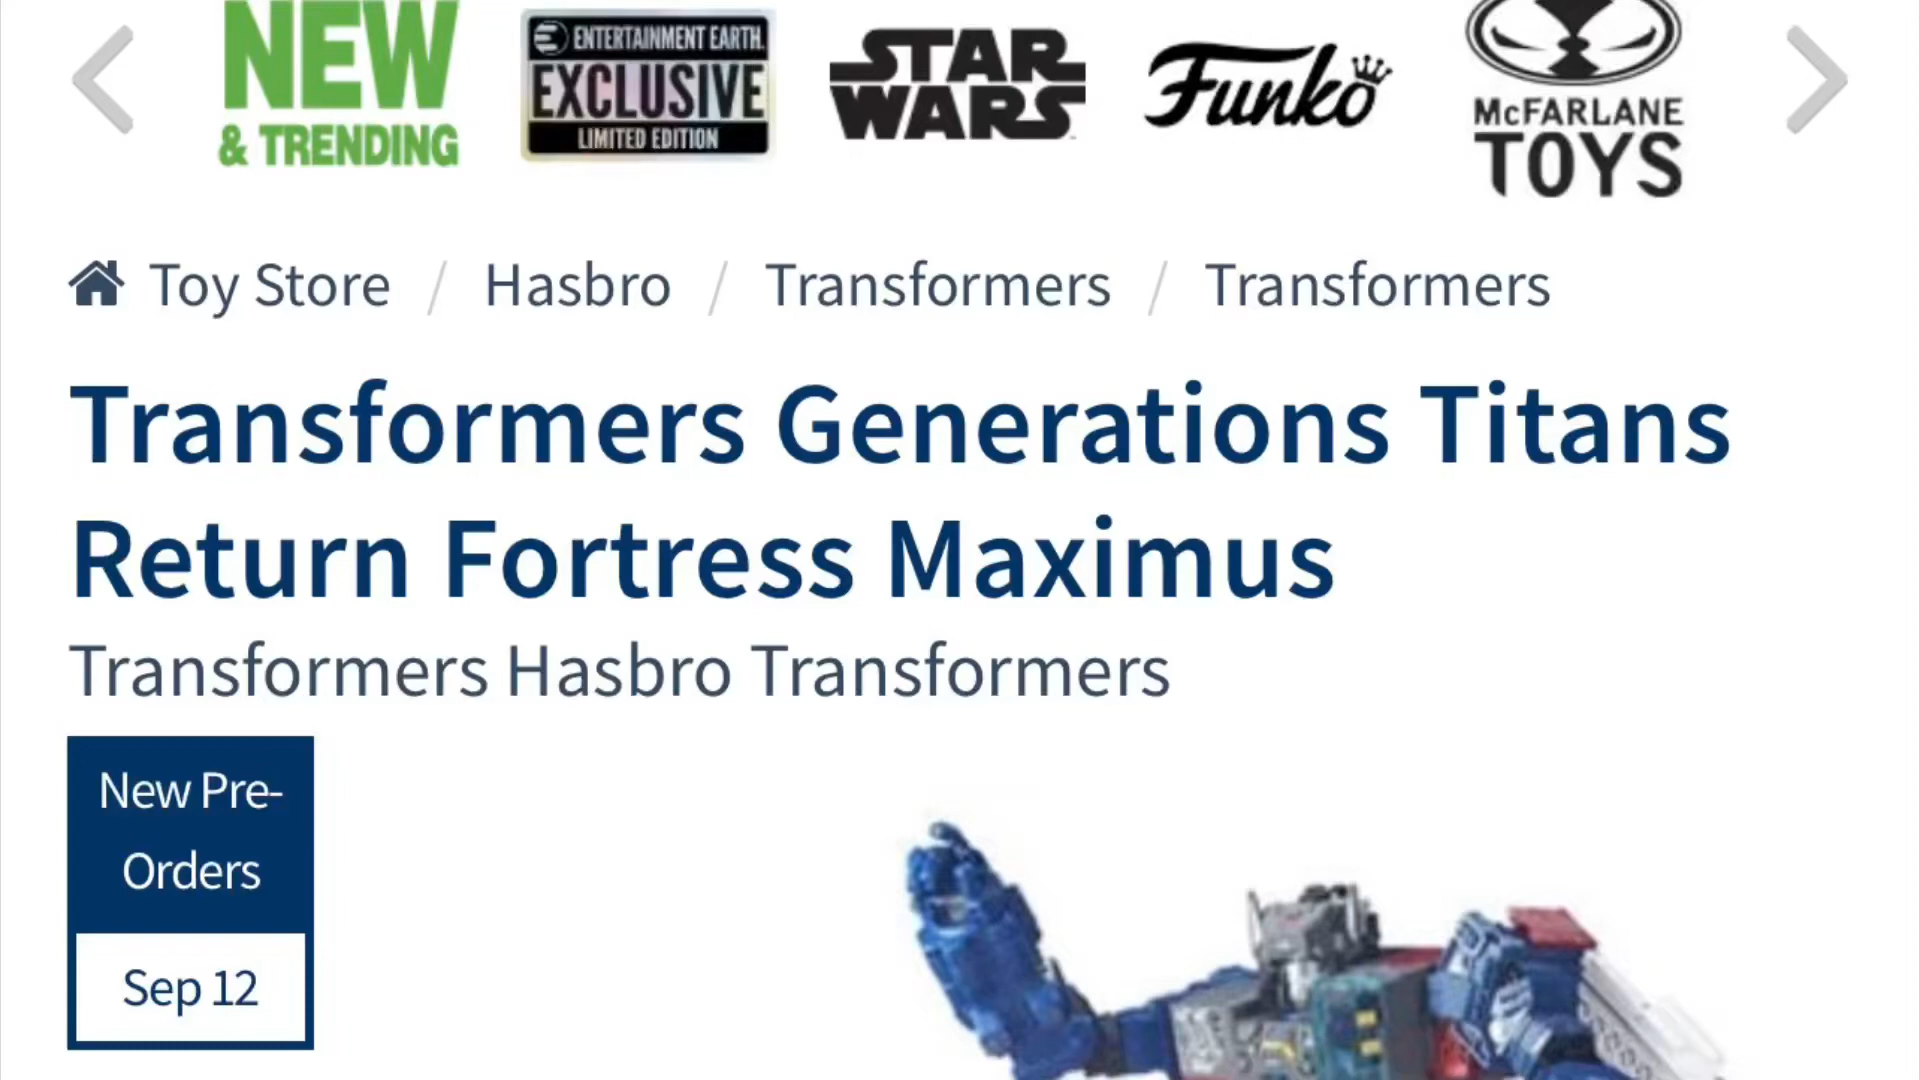 NEW
& TRENDING
ENTERTAINMENT EARTH
EXCLUSIVE
LIMITED EDITION
STAR
WARS
Funko
McFARLANE
TOYS
Toy Store / Hasbro / Transformers / Transformers
Transformers Generations Titans
Return Fortress Maximus
Transformers Hasbro Transformers
New Pre-
Orders
Sep 12